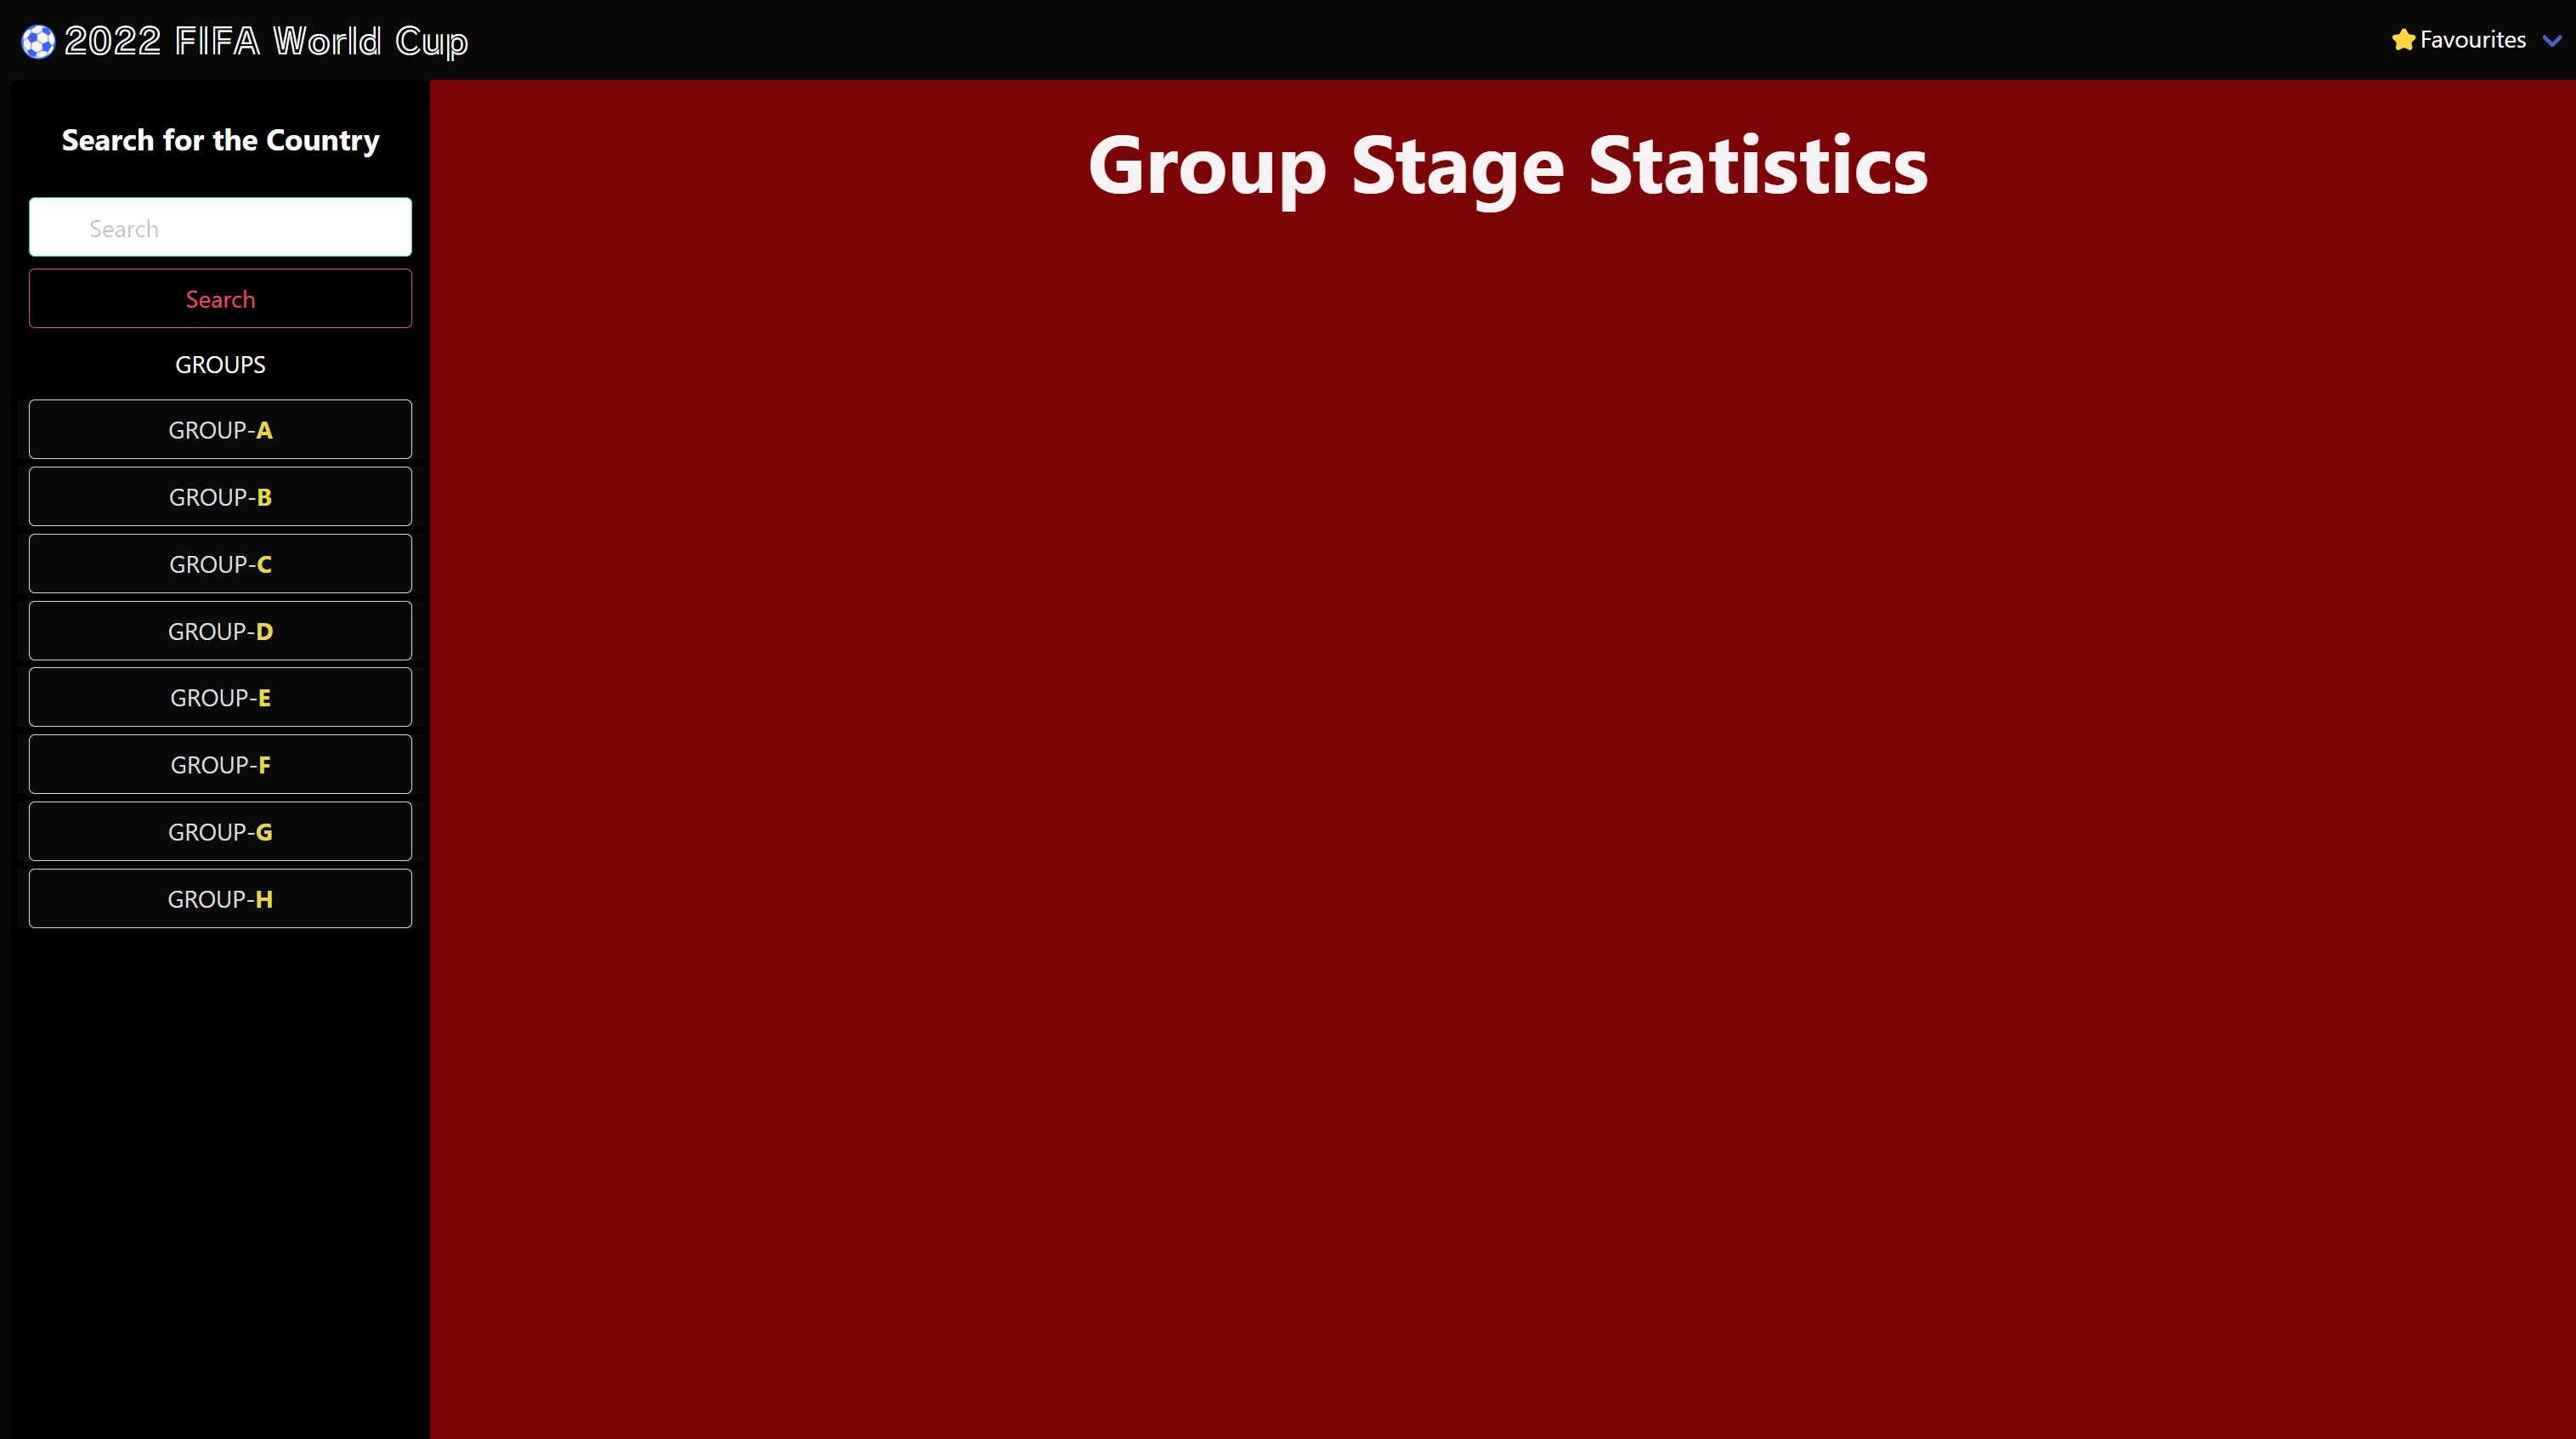 2022 FIFA World Cup
Favourites
Search for the Country
Search
Search
GROUPS
GROUP-A
GROUP-B
GROUP-C
GROUP-D
GROUP-E
GROUP-F
GROUP-G
GROUP-H
Group Stage Statistics